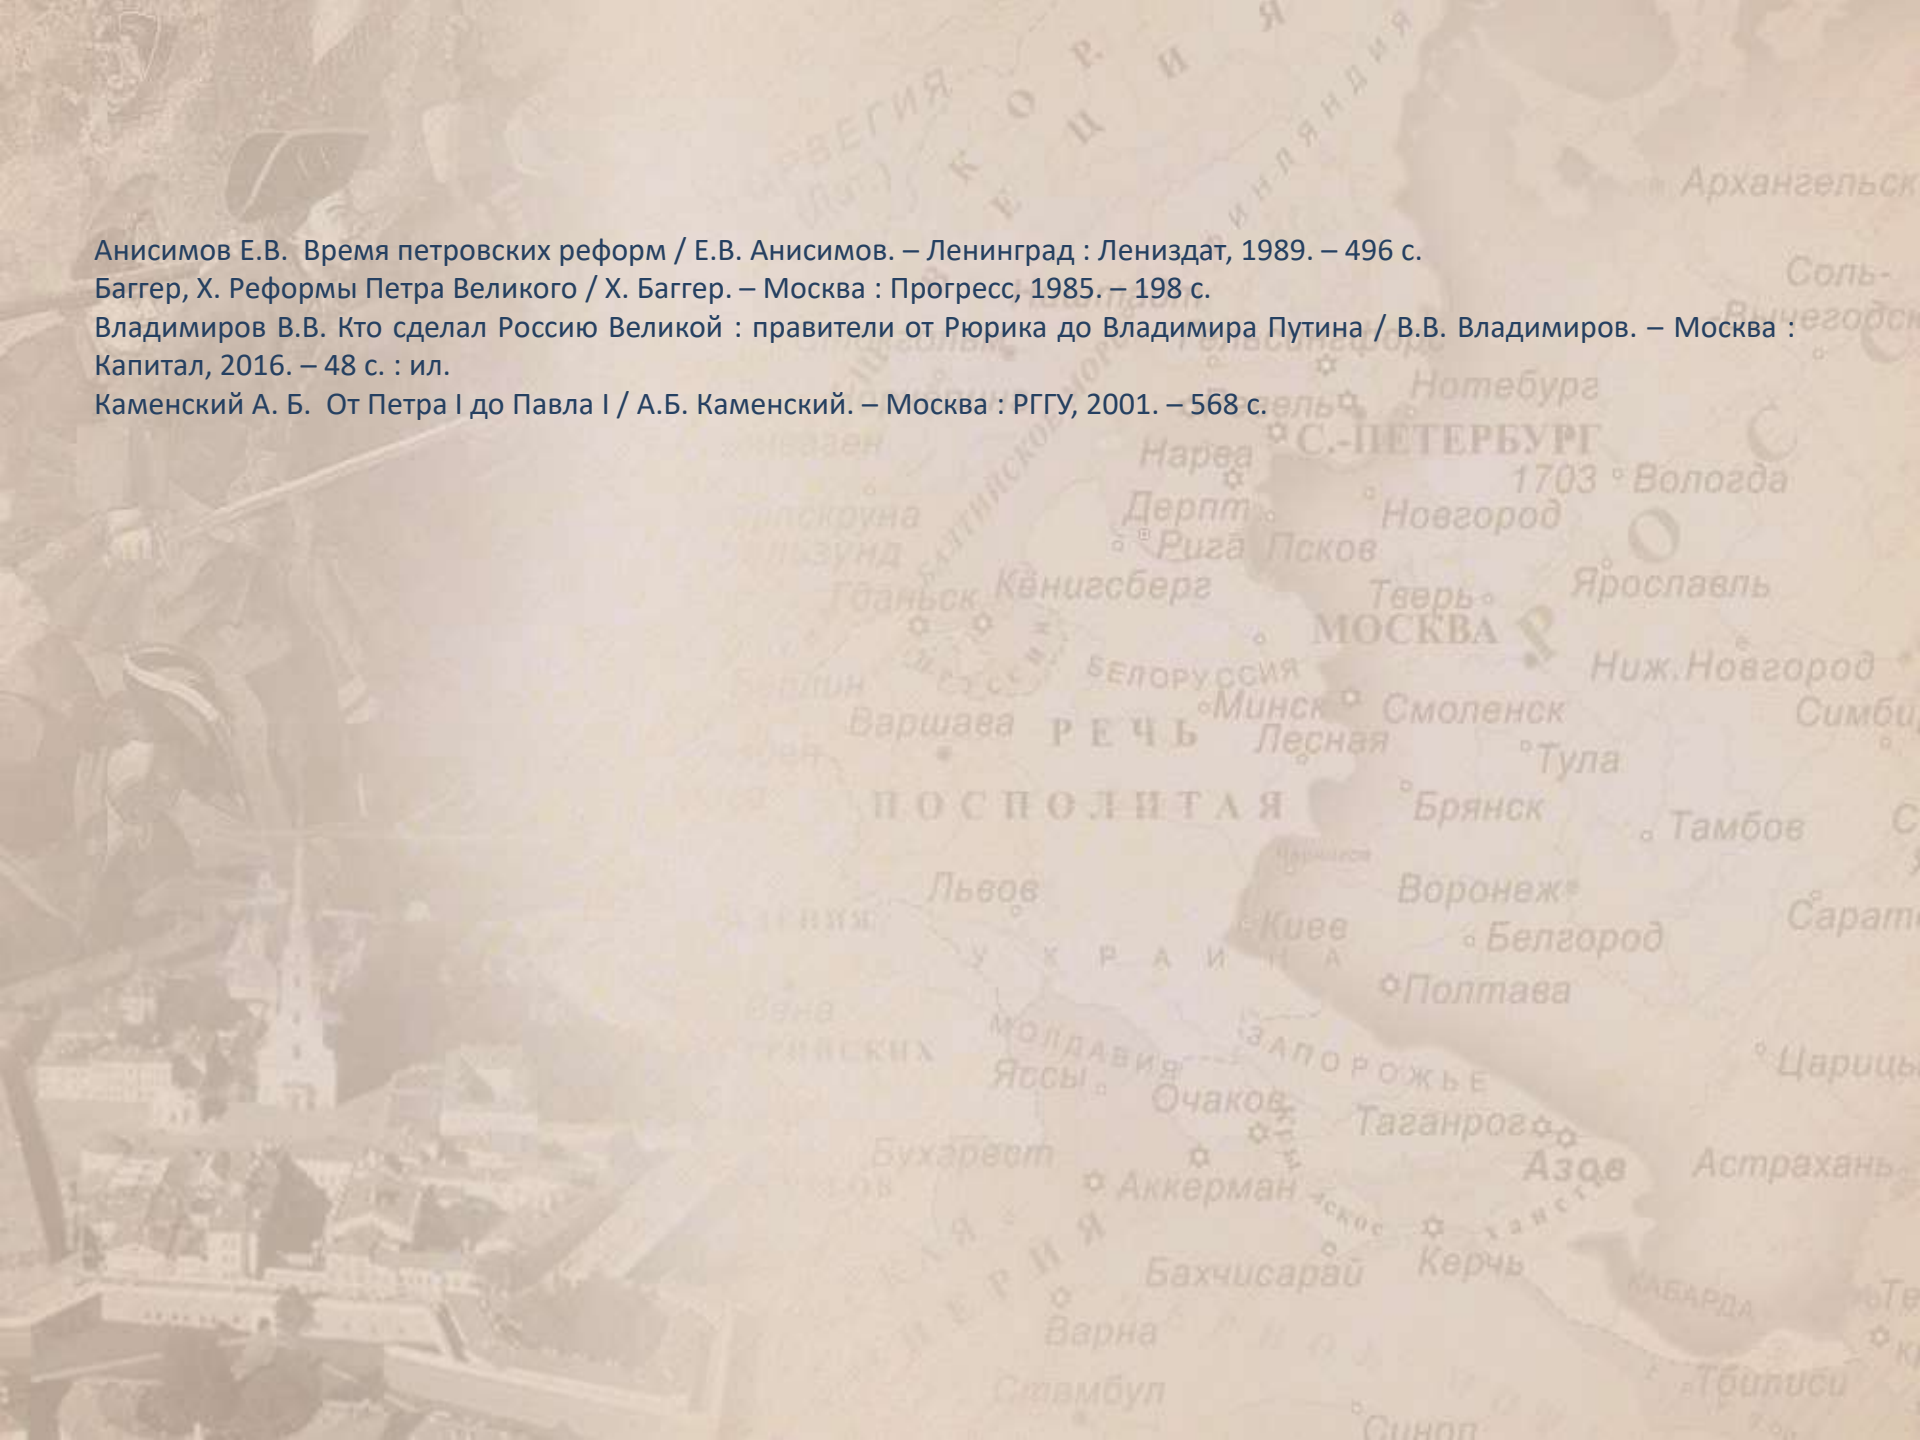 Анисимов Е.В.  Время петровских реформ / Е.В. Анисимов. – Ленинград : Лениздат, 1989. – 496 с.
Баггер, Х. Реформы Петра Великого / Х. Баггер. – Москва : Прогресс, 1985. – 198 с.
Владимиров В.В. Кто сделал Россию Великой : правители от Рюрика до Владимира Путина / В.В. Владимиров. – Москва :
Капитал, 2016. – 48 с. : ил.
Каменский А. Б.  От Петра I до Павла I / А.Б. Каменский. – Москва : РГГУ, 2001. – 568 с.
Архангельск
Соль-
-Вычегодск
Нотебург
Нарва
С.-ПЕТЕРБУРГ
1703
Вологда
Дерпт
Новгород
Рига
Псков
Кёнигсберг
Гданьск
Тверь
Ярославль
МОСКВА
РОС
БЕЛОРУССИЯ
Ниж.Новгород
Варшава
РЕЧЬ
Минск
Смоленск
Лесная
Тула
ПОСПОЛИТАЯ
Брянск
Тамбов
Львов
Воронеж
Киев
Белгород
УКРАИНА
Полтава
МОЛДАВИЯ
ЗАПОРОЖЬЕ
Яссы
Очаков
Таганрог
Бухарест
Азов
Астрахань
Аккерман
Бахчисарай
Керчь
КАБАРДА
Варна
Стамбул
Тбилиси
Синоп